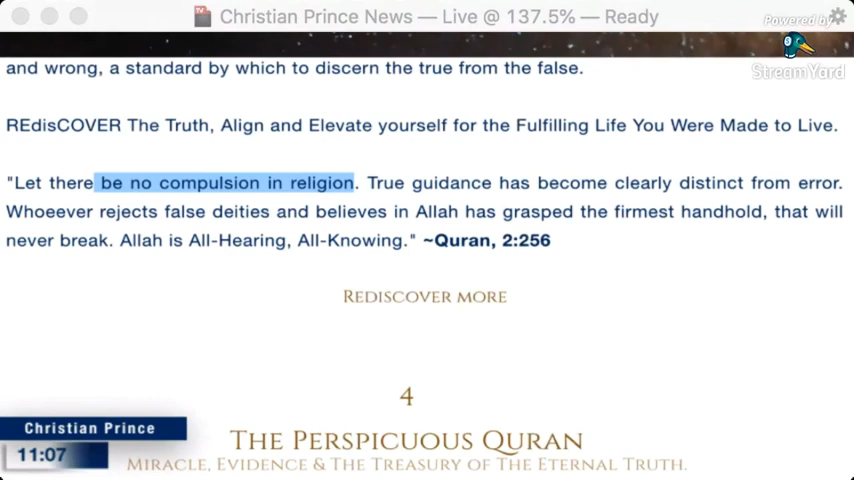 Christian Prince News — Live @ 137.5% — Ready
Powered by
StreamYard
and wrong, a standard by which to discern the true from the false.
REdisCOVER The Truth, Align and Elevate yourself for the Fulfilling Life You Were Made to Live.
"Let there be no compulsion in religion. True guidance has become clearly distinct from error.
Whoeever rejects false deities and believes in Allah has grasped the firmest handhold, that will
never break. Allah is All-Hearing, All-Knowing." ~Quran, 2:256
REDISCOVER MORE
4
THE PERSPICUOUS QURAN
MIRACLE, EVIDENCE & THE TREASURY OF THE ETERNAL TRUTH.
Christian Prince
11:07